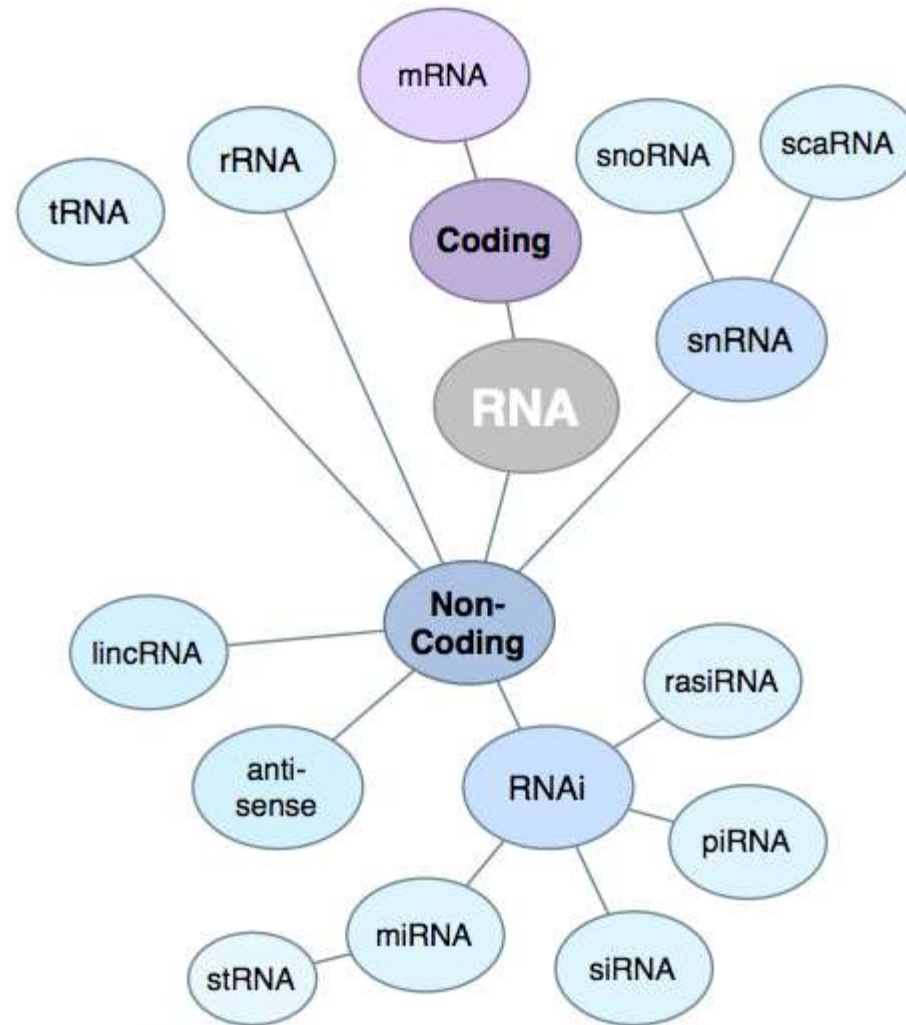 mRNA
rRNA
snoRNA
scaRNA
tRNA
Coding
snRNA
RNA
Non-
Coding
lincRNA
rasiRNA
anti-
sense
RNAi
piRNA
miRNA
siRNA
stRNA